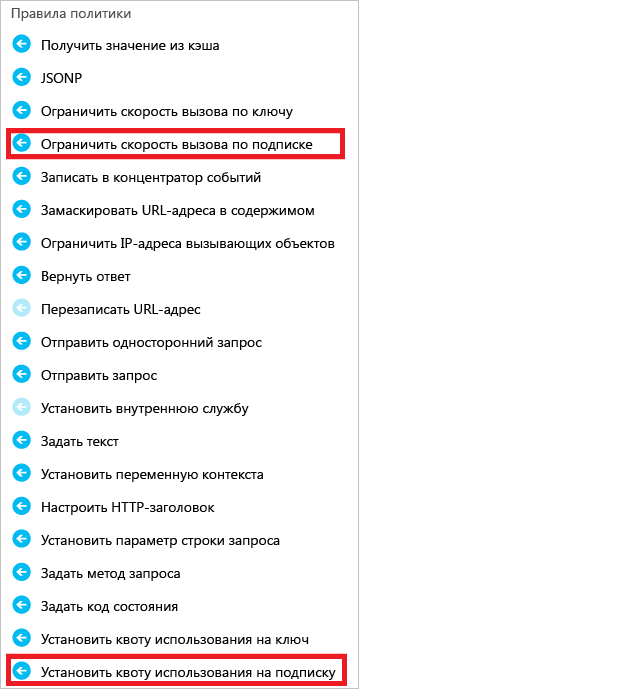 Правила политики
Получить значение из кэша
JSONP
Ограничить скорость вызова по ключу
Ограничить скорость вызова по подписке
Записать в концентратор событий
Замаскировать URL-адреса в содержимом
Ограничить IP-адреса вызывающих объектов
Вернуть ответ
Перезаписать URL-адрес
Отправить односторонний запрос
Отправить запрос
Установить внутреннюю службу
Задать текст
Установить переменную контекста
Настроить HTTP-заголовок
Установить параметр строки запроса
Задать метод запроса
Задать код состояния
Установить квоту использования на ключ
Установить квоту использования на подписку